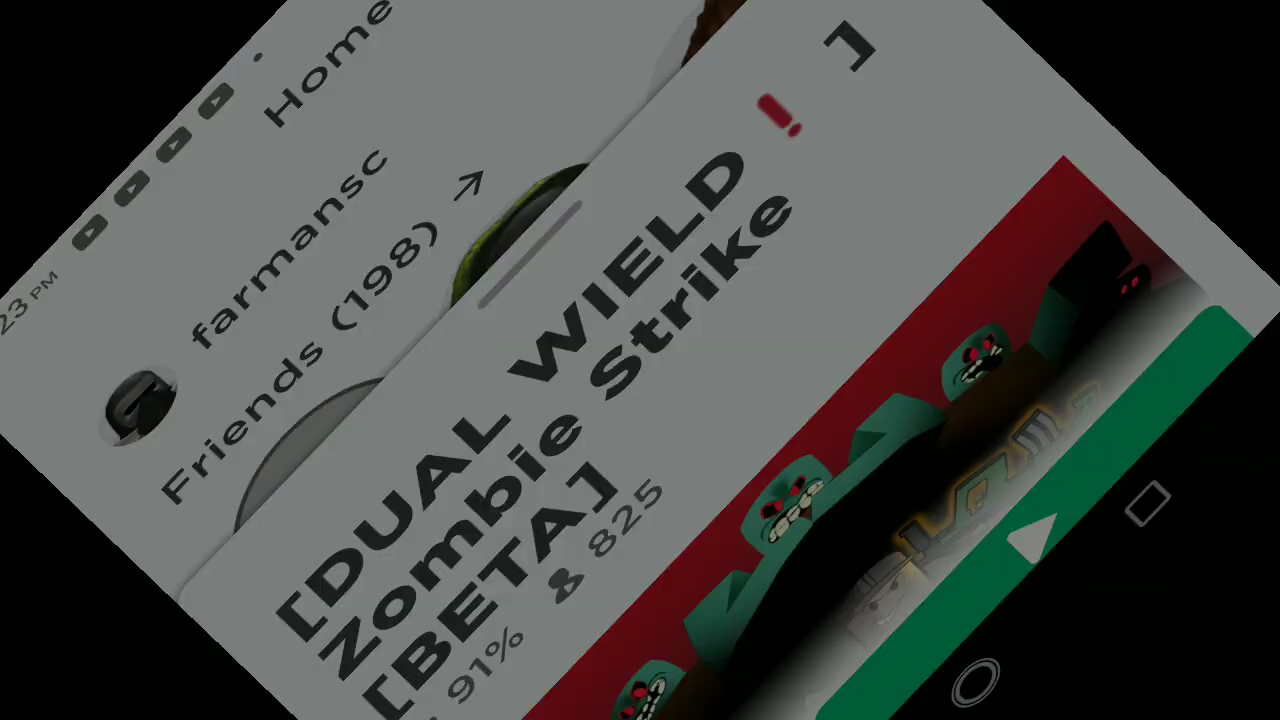 23 PM
Home
farmansc
Friends (198) →
[DUAL WIELD❗]
Zombie Strike
[BETA]
91% 825